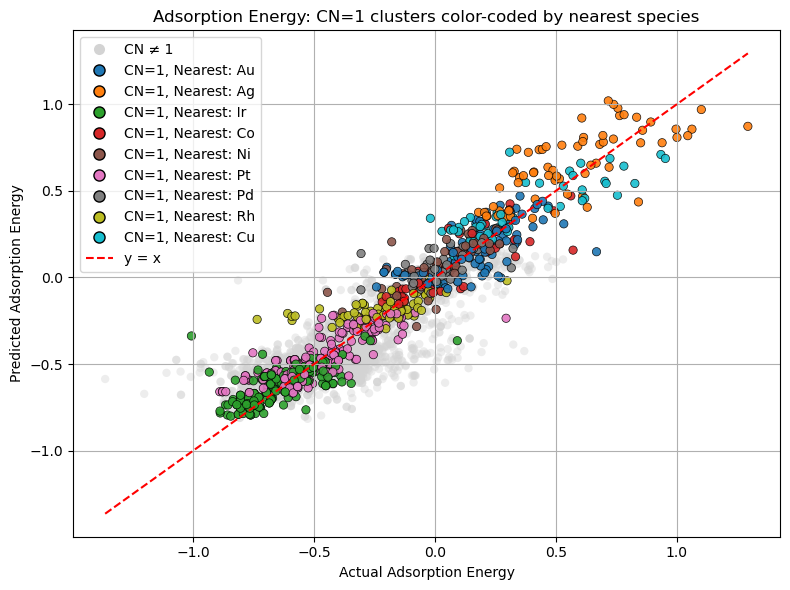 Adsorption Energy: CN=1 clusters color-coded by nearest species
CN ≠ 1
CN=1, Nearest: Au
CN=1, Nearest: Ag
CN=1, Nearest: Ir
CN=1, Nearest: Co
CN=1, Nearest: Ni
CN=1, Nearest: Pt
CN=1, Nearest: Pd
CN=1, Nearest: Rh
CN=1, Nearest: Cu
y = x
Predicted Adsorption Energy
1.0
0.5
0.0
−0.5
−1.0
−1.0 −0.5 0.0 0.5 1.0
Actual Adsorption Energy